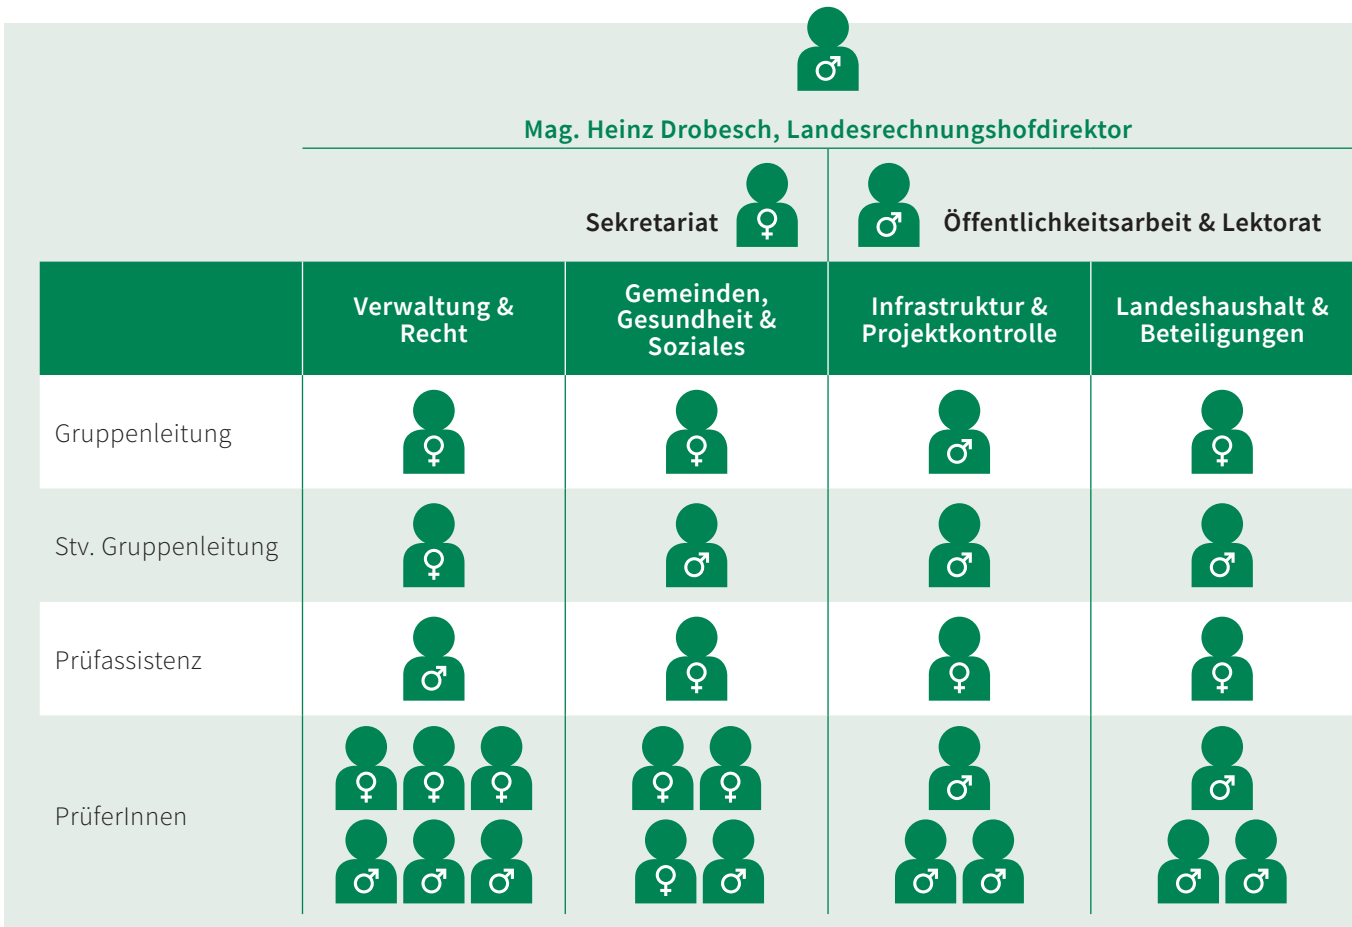 Mag. Heinz Drobesch, Landesrechnungshofdirektor
Sekretariat
Öffentlichkeitsarbeit & Lektorat
Verwaltung &
Recht
Gemeinden,
Gesundheit &
Soziales
Infrastruktur &
Projektkontrolle
Landeshaushalt &
Beteiligungen
Gruppenleitung
Stv. Gruppenleitung
Prüfassistenz
PrüferInnen